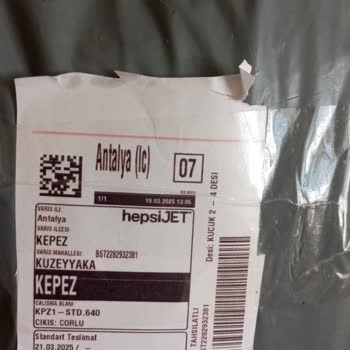 Antalya (Ic)
07
1/1
19.03.2025 12:05
VARIS ILI:
Antalya
hepsiJET
VARIS ILCESI:
KEPEZ
VARIS MAHALLESI:
BST2282932381
KUZEYYAKA
KEPEZ
CALISMA ALANI:
KPZ1-STD.640
CIKIS: CORLU
Standart Teslimat
21.03.2025 / -
Desi: KUCUK 2 - 4 DESI
TAHSILATLI
BST2282932381